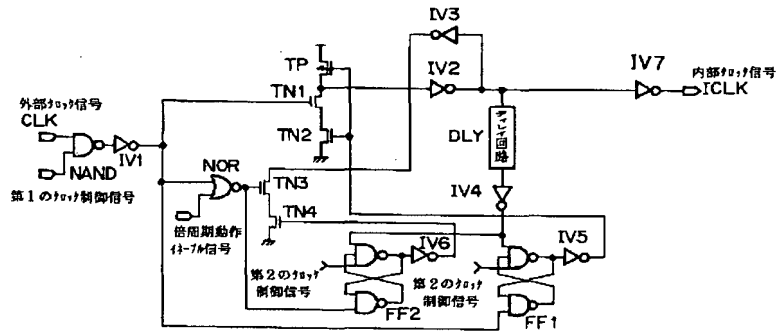 IV3
TP
IV2
IV7
内部クロック信号
ICLK
外部クロック信号
CLK
TN1
TN2
DLY
ディレイ回路
IV1
NAND
第1のクロック制御信号
NOR
TN3
IV4
TN4
倍周期動作
イネーブル信号
IV6
IV5
第2のクロック
制御信号
第2のクロック
制御信号
FF2
FF1